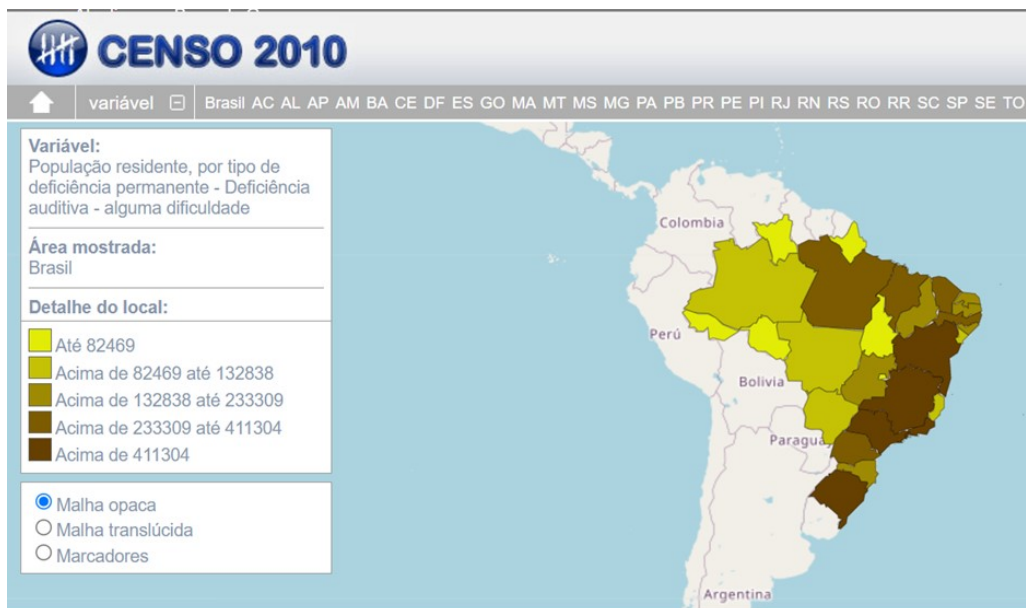 CENSO 2010
variável
Brasil AC AL AP AM BA CE DF ES GO MA MT MS MG PA PB PR PE PI RJ RN RS RO RR SC SP SE TO
Variável:
População residente, por tipo de
deficiência permanente - Deficiência
auditiva - alguma dificuldade
Área mostrada:
Brasil
Detalhe do local:
Até 82469
Acima de 82469 até 132838
Acima de 132838 até 233309
Acima de 233309 até 411304
Acima de 411304
Malha opaca
Malha translúcida
Marcadores
Colombia
Perú
Bolivia
Paraguay
Argentina